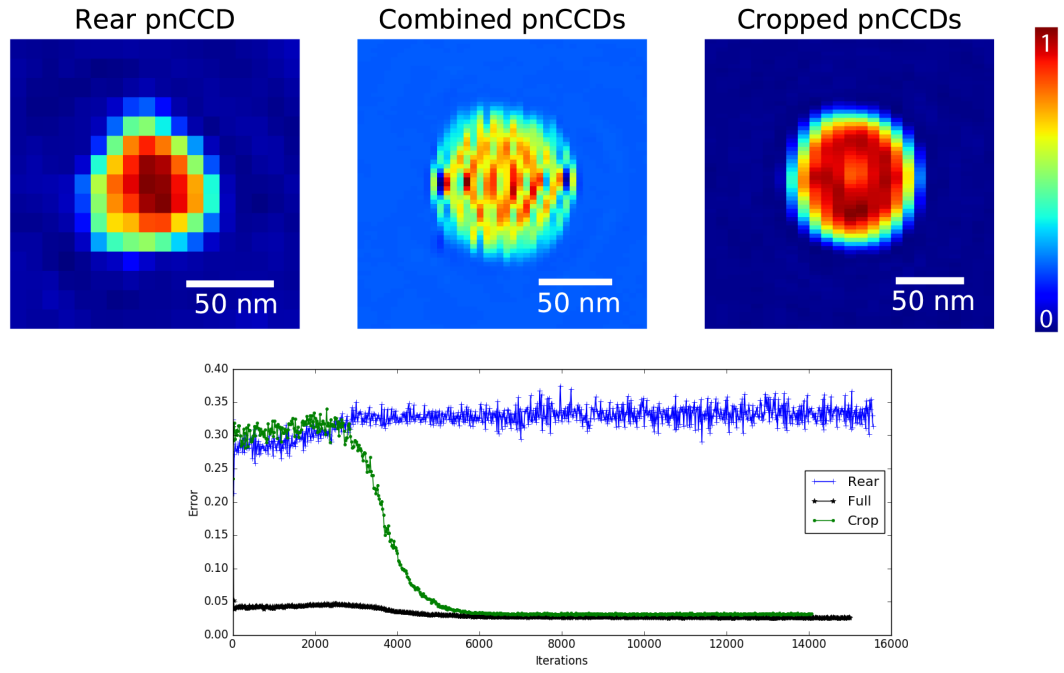 Rear pnCCD
Combined pnCCDs
Cropped pnCCDs
1
50 nm
50 nm
50 nm
0
0.40
0.35
0.30
0.25
0.20
0.15
0.10
0.05
0.00
Error
Rear
Full
Crop
0
2000
4000
6000
8000
10000
12000
14000
16000
Iterations